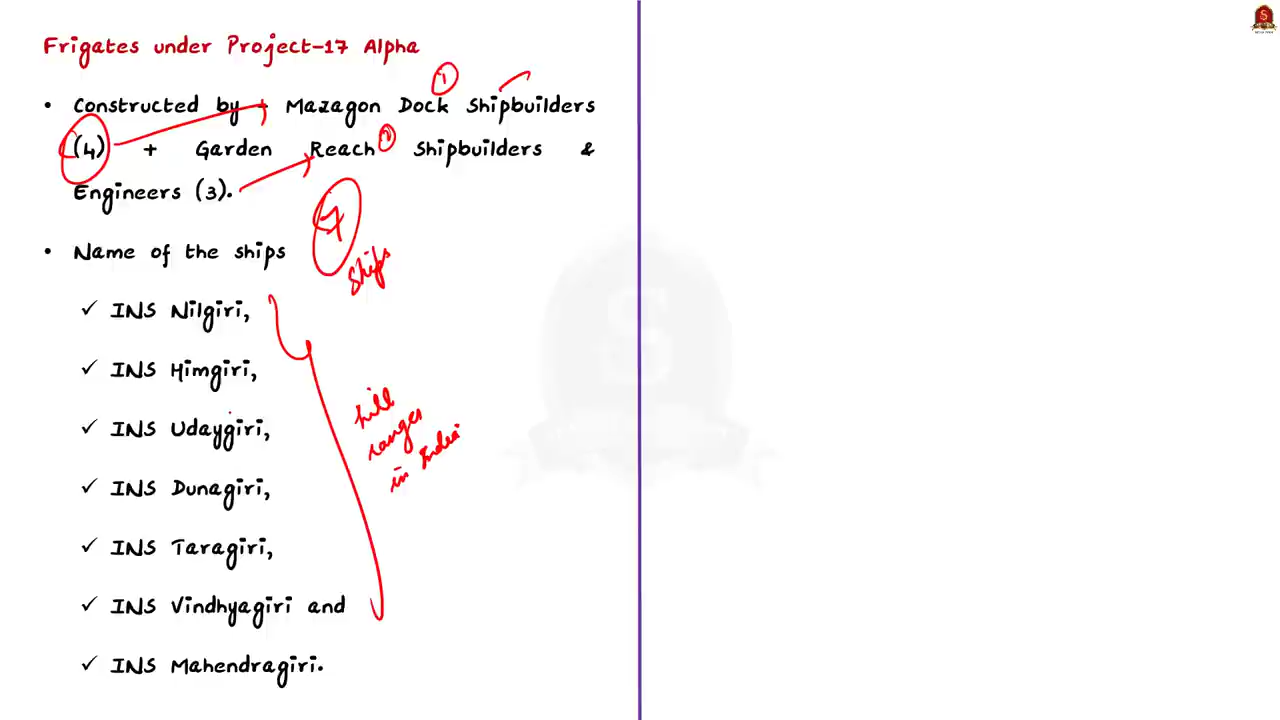 Frigates under Project-17 Alpha
①
• Constructed by - Mazagon Dock Shipbuilders
(4) + Garden Reach ② Shipbuilders &
Engineers (3).
7
Ships
• Name of the ships
✓ INS Nilgiri,
✓ INS Himgiri,
✓ INS Udaygiri,
✓ INS Dunagiri,
✓ INS Taragiri,
✓ INS Vindhyagiri and
✓ INS Mahendragiri.
hill
ranges
in India
S